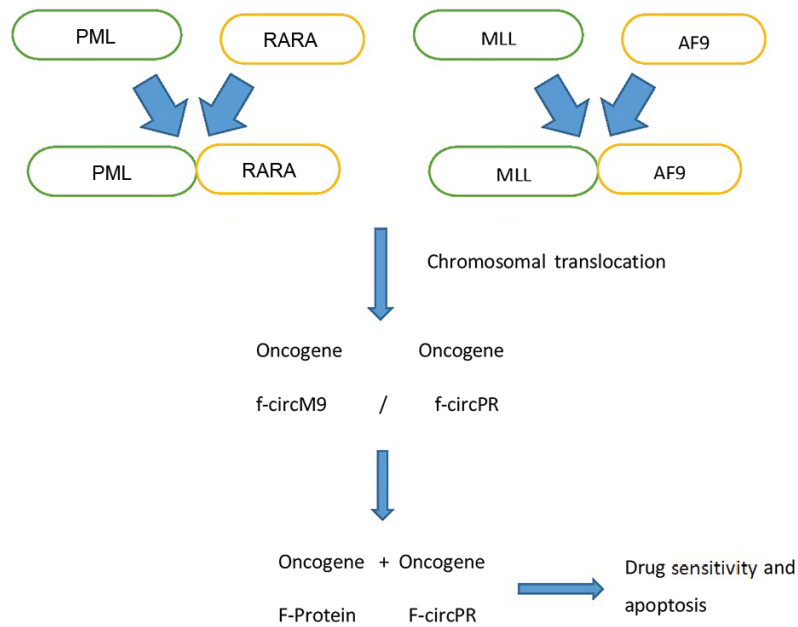 PML RARA MLL AF9
PML RARA MLL AF9
Chromosomal translocation
Oncogene Oncogene
f-circM9 / f-circPR
Oncogene + Oncogene
F-Protein F-circPR
Drug sensitivity and
apoptosis